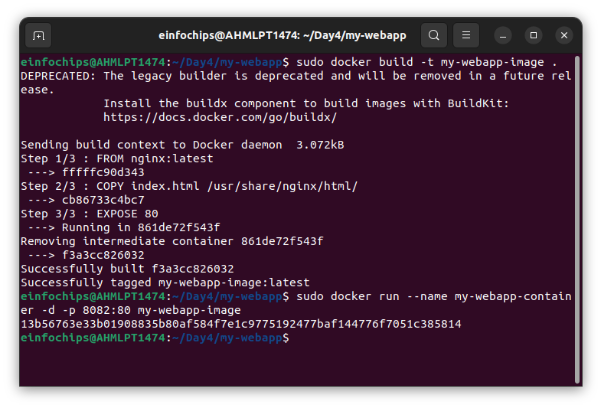 einfochips@AHMLPT1474: ~/Day4/my-webapp
einfochips@AHMLPT1474:~/Day4/my-webapp$ sudo docker build -t my-webapp-image .
DEPRECATED: The legacy builder is deprecated and will be removed in a future rel
ease.
            Install the buildx component to build images with BuildKit:
            https://docs.docker.com/go/buildx/
Sending build context to Docker daemon  3.072kB
Step 1/3 : FROM nginx:latest
 ---> fffffc90d343
Step 2/3 : COPY index.html /usr/share/nginx/html/
 ---> cb86733c4bc7
Step 3/3 : EXPOSE 80
 ---> Running in 861de72f543f
Removing intermediate container 861de72f543f
 ---> f3a3cc826032
Successfully built f3a3cc826032
Successfully tagged my-webapp-image:latest
einfochips@AHMLPT1474:~/Day4/my-webapp$ sudo docker run --name my-webapp-contain
er -d -p 8082:80 my-webapp-image
13b56763e33b01908835b80af584f7e1c9775192477baf144776f7051c385814
einfochips@AHMLPT1474:~/Day4/my-webapp$